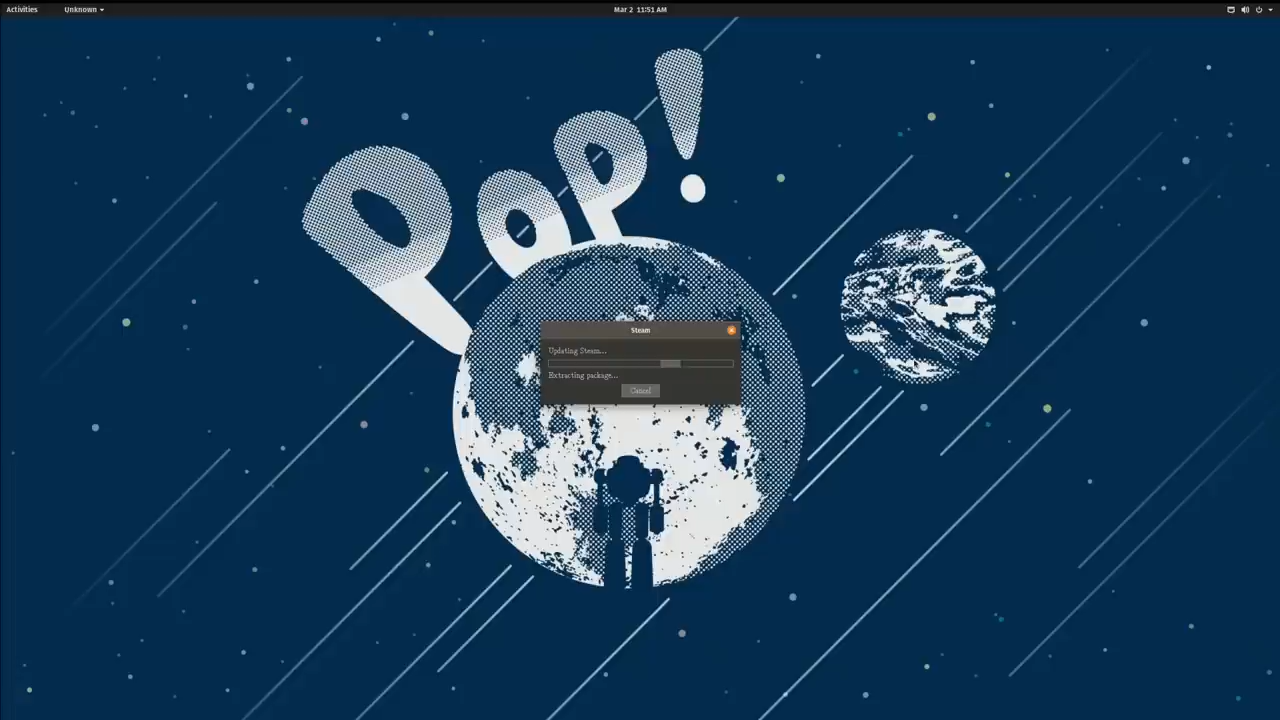 Activities
Unknown
Mar 2 11:51 AM
POP!
Steam
Updating Steam...
Extracting package...
Cancel